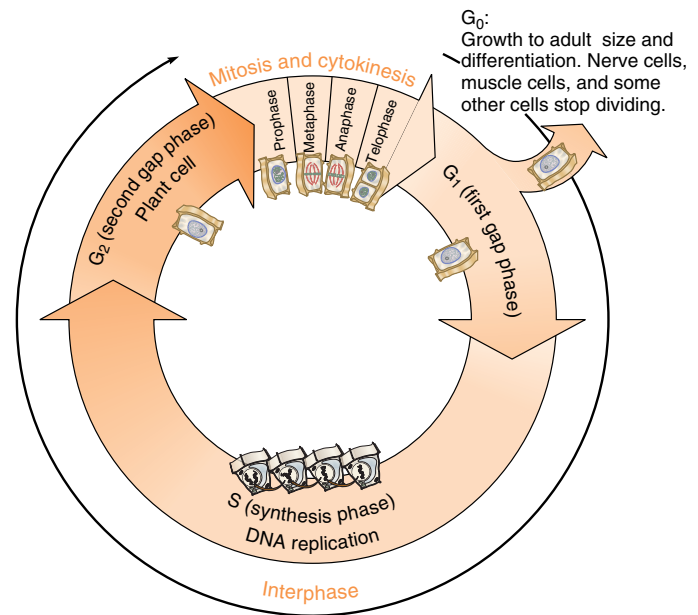 G0:
Growth to adult size and
differentiation. Nerve cells,
muscle cells, and some
other cells stop dividing.
Mitosis and cytokinesis
Prophase
Metaphase
Anaphase
Telophase
G1 (first gap phase)
G2 (second gap phase)
Plant cell
S (synthesis phase)
DNA replication
Interphase